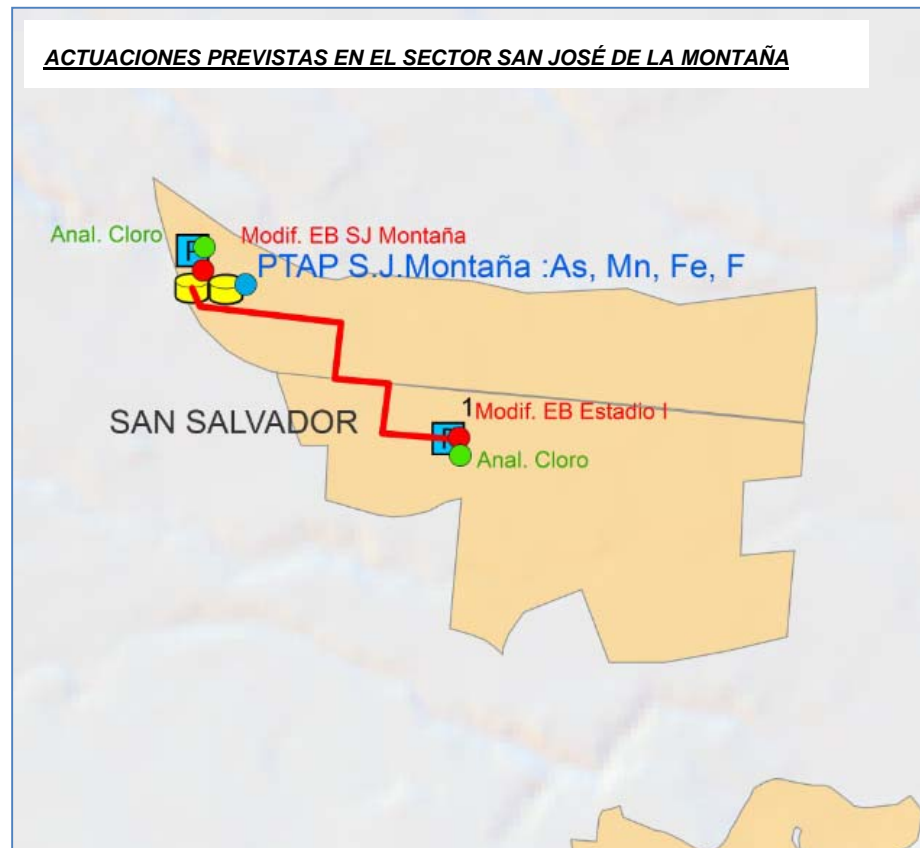 ACTUACIONES PREVISTAS EN EL SECTOR SAN JOSÉ DE LA MONTAÑA
Anal. Cloro
Modif. EB SJ Montaña
P
PTAP S.J.Montaña :As, Mn, Fe, F
SAN SALVADOR
1
Modif. EB Estadio I
P
Anal. Cloro